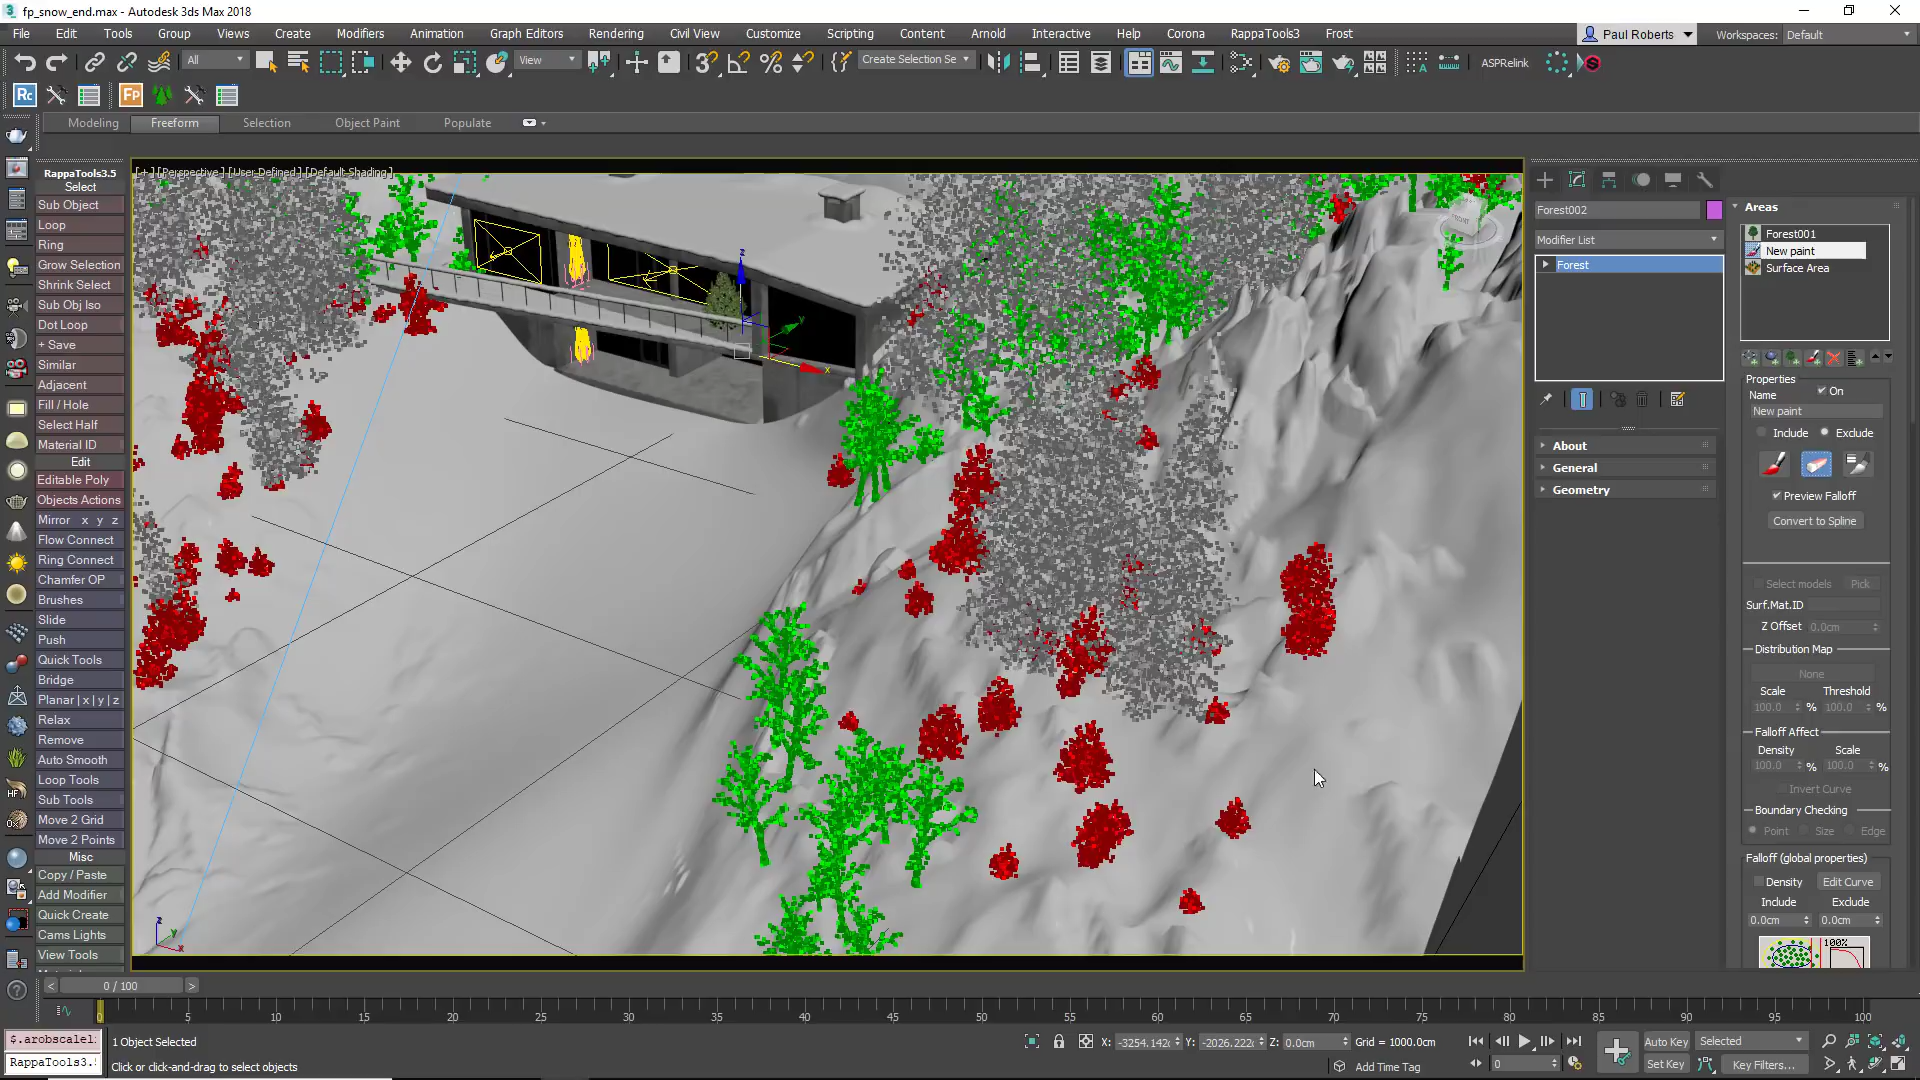 fp_snow_end.max - Autodesk 3ds Max 2018
File Edit Tools Group Views Create Modifiers Animation Graph Editors Rendering Civil View Customize Scripting Content Arnold Interactive Help Corona RappaTools3 Frost Paul Roberts Workspaces: Default
All View Create Selection Se ASPRelink
Rc Fp
Modeling Freeform Selection Object Paint Populate
RappaTools3.5
Select
Sub Object
Loop
Ring
Grow Selection
Shrink Select
Sub Obj Iso
Dot Loop
+ Save
Similar
Adjacent
Fill / Hole
Select Half
Material ID
Edit
Editable Poly
Objects Actions
Mirror x y z
Flow Connect
Ring Connect
Chamfer OP
Brushes
Slide
Push
Quick Tools
Bridge
Planar | x | y | z
Relax
Remove
Auto Smooth
Loop Tools
Sub Tools
Move 2 Grid
Move 2 Points
Misc
Copy / Paste
Add Modifier
Quick Create
Cams Lights
View Tools
[+] [Perspective] [User Defined] [Default Shading]
FRONT
z
y
x
z
y
x
Forest002
Modifier List
Forest
About
General
Geometry
Areas
Forest001
New paint
Surface Area
Properties
On
Name
New paint
Include Exclude
Preview Falloff
Convert to Spline
Select models Pick
Surf.Mat.ID
Z Offset 0.0cm
Distribution Map
None
Scale Threshold
100.0 % 100.0 %
Falloff Affect
Density Scale
100.0 % 100.0 %
Invert Curve
Boundary Checking
Point Size Edge
Falloff (global properties)
Density Edit Curve
Include Exclude
0.0cm 0.0cm
100%
< 0 / 100 >
0 5 10 15 20 25 30 35 40 45 50 55 60 65 70 75 80 85 90 95 100
$.arobscale1
RappaTools3.
1 Object Selected
Click or click-and-drag to select objects
X: -3254.142c Y: -2026.222c Z: 0.0cm Grid = 1000.0cm
Add Time Tag
0
Auto Key Selected
Set Key Key Filters...